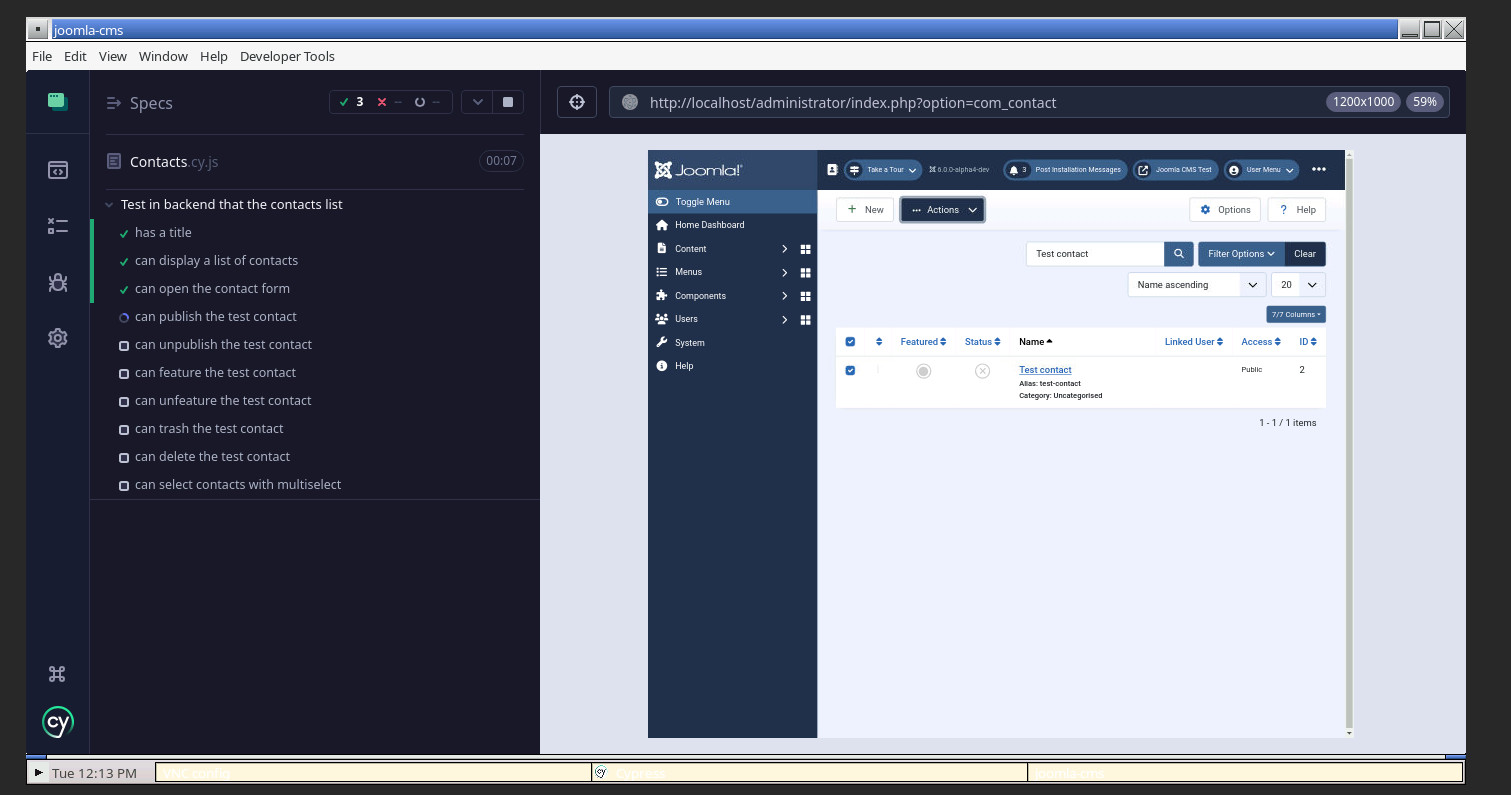 joomla-cms
File Edit View Window Help Developer Tools
Specs
3 -- --
Contacts.cy.js 00:07
Test in backend that the contacts list
has a title
can display a list of contacts
can open the contact form
can publish the test contact
can unpublish the test contact
can feature the test contact
can unfeature the test contact
can trash the test contact
can delete the test contact
can select contacts with multiselect
cy
http://localhost/administrator/index.php?option=com_contact 1200x1000 59%
Joomla!
Take a Tour 6.0.0-alpha4-dev 3 Post Installation Messages Joomla CMS Test User Menu
Toggle Menu
Home Dashboard
Content
Menus
Components
Users
System
Help
New Actions Options ? Help
Test contact Filter Options Clear
Name ascending 20
7/7 Columns
Featured Status Name Linked User Access ID
Test contact Public 2
Alias: test-contact
Category: Uncategorised
1 - 1 / 1 items
Tue 12:13 PM VNC config cy Cypress joomla-cms